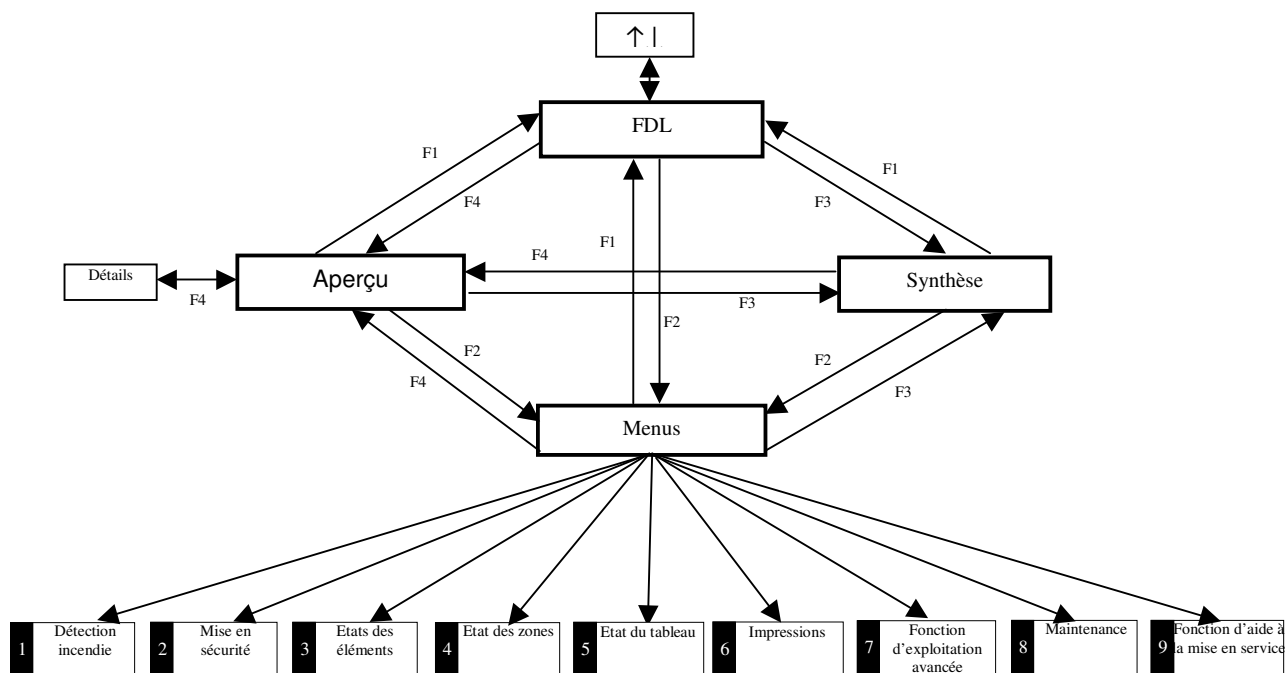 ↑ |
FDL
F1
F4
F3
F1
F1
F4
Détails
F4
Aperçu
Synthèse
F3
F2
F2
F4
F2
F3
Menus
1 Détection
incendie
2 Mise en
sécurité
3 Etats des
éléments
4 Etat des zones
5 Etat du tableau
6 Impressions
7 Fonction
d'exploitation
avancée
8 Maintenance
9 Fonction d'aide à
la mise en service